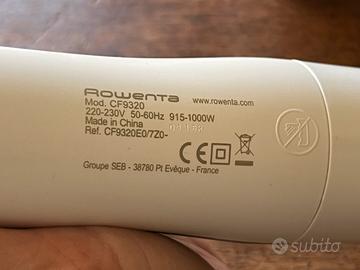 Rowenta
www.rowenta.com
Mod. CF9320
220-230V 50-60Hz 915-1000W
Made in China
Ref. CF9320E0/7Z0-
CE
Groupe SEB - 38780 Pt Evêque - France
subito